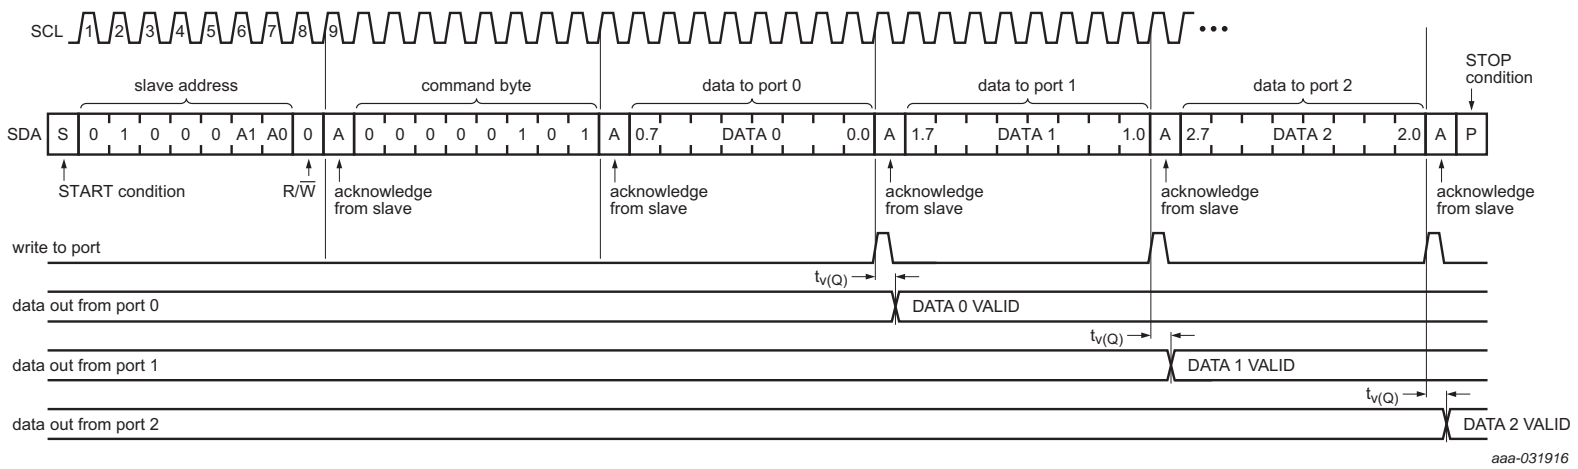 SCL 1 2 3 4 5 6 7 8 9 •••
slave address command byte data to port 0 data to port 1 data to port 2 STOP
condition
SDA S 0 1 0 0 0 A1 A0 0 A 0 0 0 0 0 1 0 1 A 0.7 DATA 0 0.0 A 1.7 DATA 1 1.0 A 2.7 DATA 2 2.0 A P
START condition R/W̅ acknowledge acknowledge acknowledge acknowledge acknowledge
from slave from slave from slave from slave from slave
write to port
tv(Q)
data out from port 0 DATA 0 VALID
tv(Q)
data out from port 1 DATA 1 VALID
tv(Q)
data out from port 2 DATA 2 VALID
aaa-031916